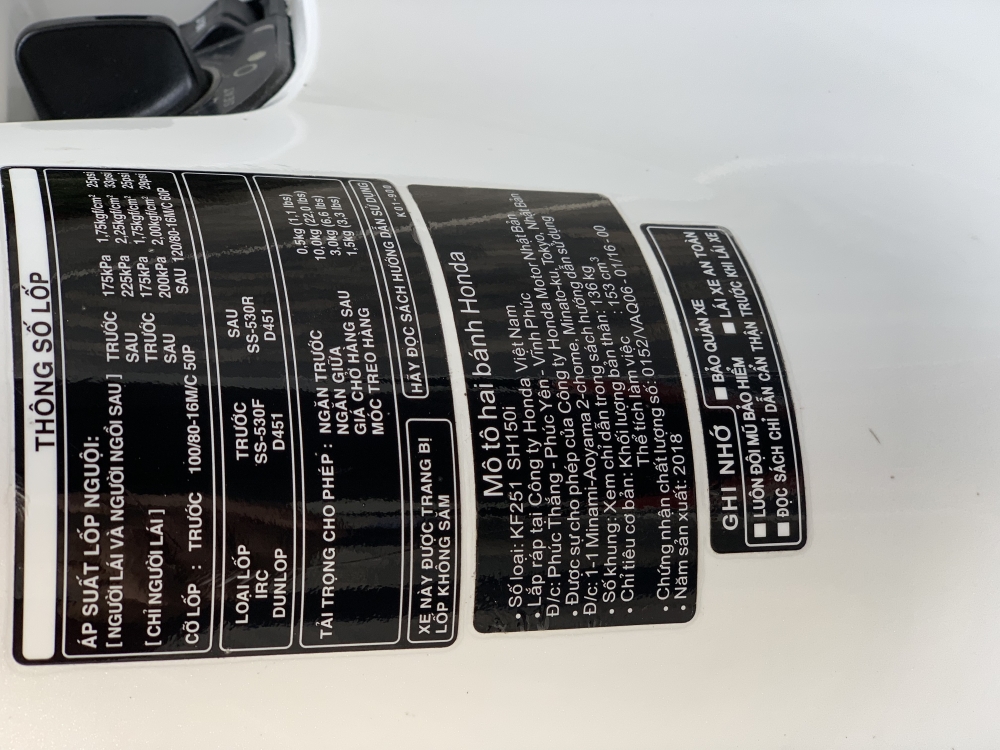 SEAT
THÔNG SỐ LỐP
ÁP SUẤT LỐP NGUỘI:
[ NGƯỜI LÁI VÀ NGƯỜI NGỒI SAU ] TRƯỚC 175kPa 1,75kgf/cm² 25psi
SAU 225kPa 2,25kgf/cm² 33psi
[ CHỈ NGƯỜI LÁI ] TRƯỚC 175kPa 1,75kgf/cm² 25psi
SAU 200kPa 2,00kgf/cm² 29psi
CỠ LỐP : TRƯỚC 100/80-16M/C 50P SAU 120/80-16M/C 60P
LOẠI LỐP TRƯỚC SAU
IRC SS-530F SS-530R
DUNLOP D451 D451
TẢI TRỌNG CHO PHÉP : NGĂN TRƯỚC 0,5kg (1,1 lbs)
NGĂN GIỮA 10,0kg (22,0 lbs)
GIÁ CHỞ HÀNG SAU 3,0kg (6,6 lbs)
MÓC TREO HÀNG 1,5kg (3,3 lbs)
XE NÀY ĐƯỢC TRANG BỊ
LỐP KHÔNG SĂM
HÃY ĐỌC SÁCH HƯỚNG DẪN SỬ DỤNG
K01-900
Mô tô hai bánh Honda
• Số loại: KF251 SH150i
• Lắp ráp tại Công ty Honda Việt Nam
Đ/c: Phúc Thắng - Phúc Yên - Vĩnh Phúc
• Được sự cho phép của Công ty Honda Motor Nhật Bản
Đ/c: 1-1 Minami-Aoyama 2-chome, Minato-ku, Tokyo, Nhật Bản
• Số khung: Xem chỉ dẫn trong sách hướng dẫn sử dụng
• Chỉ tiêu cơ bản: Khối lượng bản thân: 136 kg
Thể tích làm việc : 153 cm3
• Chứng nhận chất lượng số: 0152/VAQ06 - 01/16 - 00
• Năm sản xuất: 2018
GHI NHỚ
BẢO QUẢN XE
LUÔN ĐỘI MŨ BẢO HIỂM LÁI XE AN TOÀN
ĐỌC SÁCH CHỈ DẪN CẨN THẬN TRƯỚC KHI LÁI XE